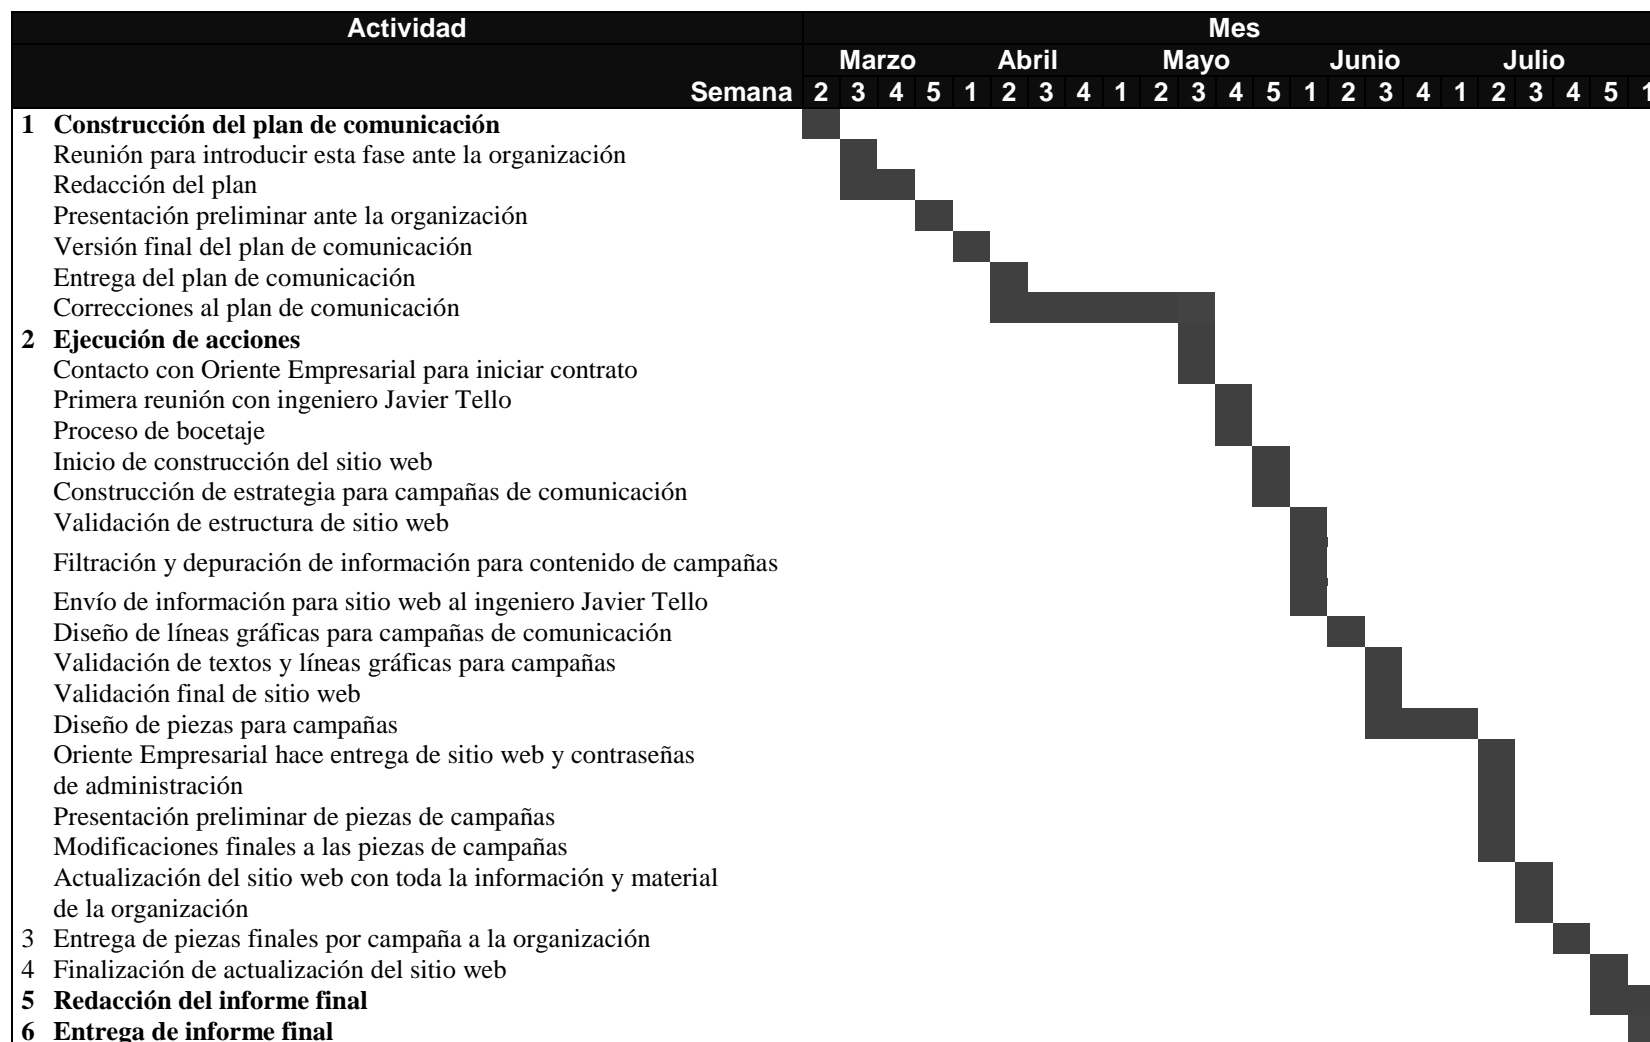 Actividad Mes
Marzo Abril Mayo Junio Julio
Semana 2 3 4 5 1 2 3 4 1 2 3 4 5 1 2 3 4 1 2 3 4 5 1
1 Construcción del plan de comunicación
Reunión para introducir esta fase ante la organización
Redacción del plan
Presentación preliminar ante la organización
Versión final del plan de comunicación
Entrega del plan de comunicación
Correcciones al plan de comunicación
2 Ejecución de acciones
Contacto con Oriente Empresarial para iniciar contrato
Primera reunión con ingeniero Javier Tello
Proceso de bocetaje
Inicio de construcción del sitio web
Construcción de estrategia para campañas de comunicación
Validación de estructura de sitio web
Filtración y depuración de información para contenido de campañas
Envío de información para sitio web al ingeniero Javier Tello
Diseño de líneas gráficas para campañas de comunicación
Validación de textos y líneas gráficas para campañas
Validación final de sitio web
Diseño de piezas para campañas
Oriente Empresarial hace entrega de sitio web y contraseñas
de administración
Presentación preliminar de piezas de campañas
Modificaciones finales a las piezas de campañas
Actualización del sitio web con toda la información y material
de la organización
3 Entrega de piezas finales por campaña a la organización
4 Finalización de actualización del sitio web
5 Redacción del informe final
6 Entrega de informe final